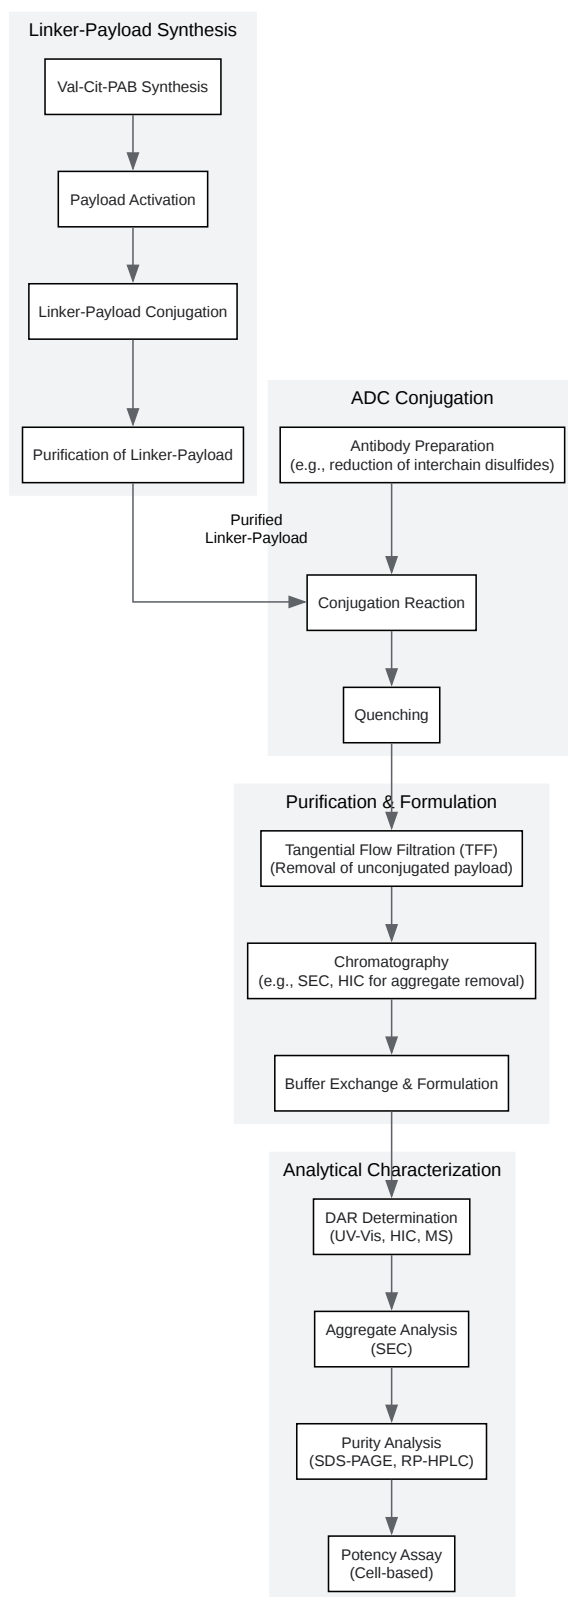 Linker-Payload Synthesis
Val-Cit-PAB Synthesis
Payload Activation
Linker-Payload Conjugation
Purification of Linker-Payload
ADC Conjugation
Antibody Preparation
(e.g., reduction of interchain disulfides)
Purified
Linker-Payload
Conjugation Reaction
Quenching
Purification & Formulation
Tangential Flow Filtration (TFF)
(Removal of unconjugated payload)
Chromatography
(e.g., SEC, HIC for aggregate removal)
Buffer Exchange & Formulation
Analytical Characterization
DAR Determination
(UV-Vis, HIC, MS)
Aggregate Analysis
(SEC)
Purity Analysis
(SDS-PAGE, RP-HPLC)
Potency Assay
(Cell-based)